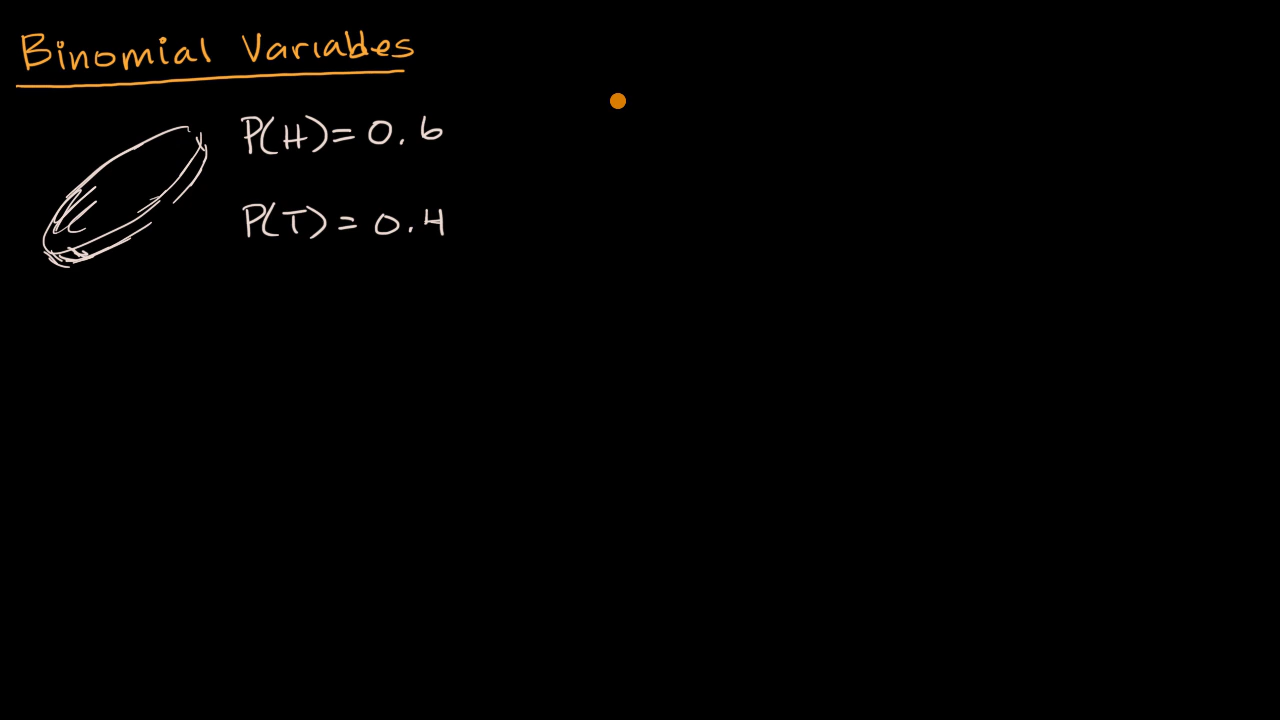 Binomial Variables
P(H) = 0.6
P(T) = 0.4